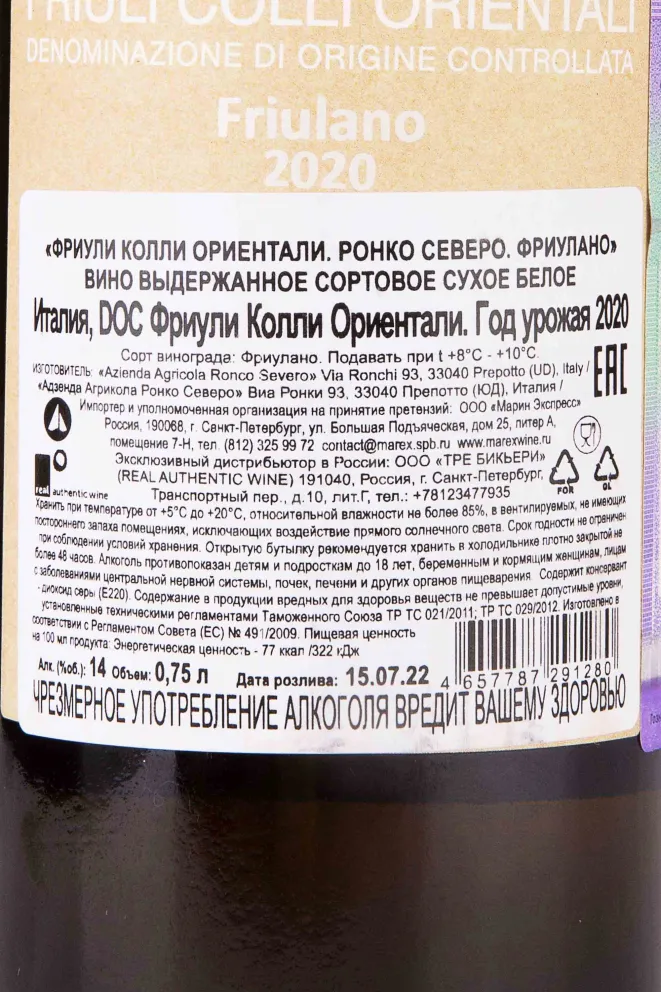 FRIULI COLLI ORIENTALI
DENOMINAZIONE DI ORIGINE CONTROLLATA
Friulano
2020
«ФРИУЛИ КОЛЛИ ОРИЕНТАЛИ. РОНКО СЕВЕРО. ФРИУЛАНО»
ВИНО ВЫДЕРЖАННОЕ СОРТОВОЕ СУХОЕ БЕЛОЕ
Италия, DOC Фриули Колли Ориентали. Год урожая 2020
Сорт винограда: Фриулано. Подавать при t +8°С - +10°С.
ИЗГОТОВИТЕЛЬ: «Azienda Agricola Ronco Severo» Via Ronchi 93, 33040 Prepotto (UD), Italy /
«Адзенда Агрикола Ронко Северо» Виа Ронки 93, 33040 Препотто (ЮД), Италия /
EAC
Импортер и уполномоченная организация на принятие претензий: ООО «Марин Экспресс»
Россия, 190068, г. Санкт-Петербург, ул. Большая Подъяческая, дом 25, литер А,
помещение 7-Н, тел. (812) 325 99 72 contact@marex.spb.ru www.marexwine.ru
Эксклюзивный дистрибьютор в России: ООО «ТРЕ БИКЬЕРИ»
(REAL AUTHENTIC WINE) 191040, Россия, г. Санкт-Петербург,
real authentic wine
Транспортный пер., д.10, лит.Г, тел.: +78123477935
FOR
GL
Хранить при температуре от +5°С до +20°С, относительной влажности не более 85%, в вентилируемых, не имеющих
постороннего запаха помещениях, исключающих воздействие прямого солнечного света. Срок годности не ограничен
при соблюдении условий хранения. Открытую бутылку рекомендуется хранить в холодильнике плотно закрытой не
более 48 часов. Алкоголь противопоказан детям и подросткам до 18 лет, беременным и кормящим женщинам, лицам
с заболеваниями центральной нервной системы, почек, печени и других органов пищеварения. Содержит консервант
- диоксид серы (Е220). Содержание в продукции вредных для здоровья веществ не превышает допустимые уровни,
установленные техническими регламентами Таможенного Союза ТР ТС 021/2011; ТР ТС 029/2012. Изготовлено в
соответствии с Регламентом Совета (ЕС) № 491/2009. Пищевая ценность
на 100 мл продукта: Энергетическая ценность - 77 ккал /322 кДж
Алк. (%об.): 14 Объем: 0,75 л Дата розлива: 15.07.22
4 657787 291280
ЧРЕЗМЕРНОЕ УПОТРЕБЛЕНИЕ АЛКОГОЛЯ ВРЕДИТ ВАШЕМУ ЗДОРОВЬЮ